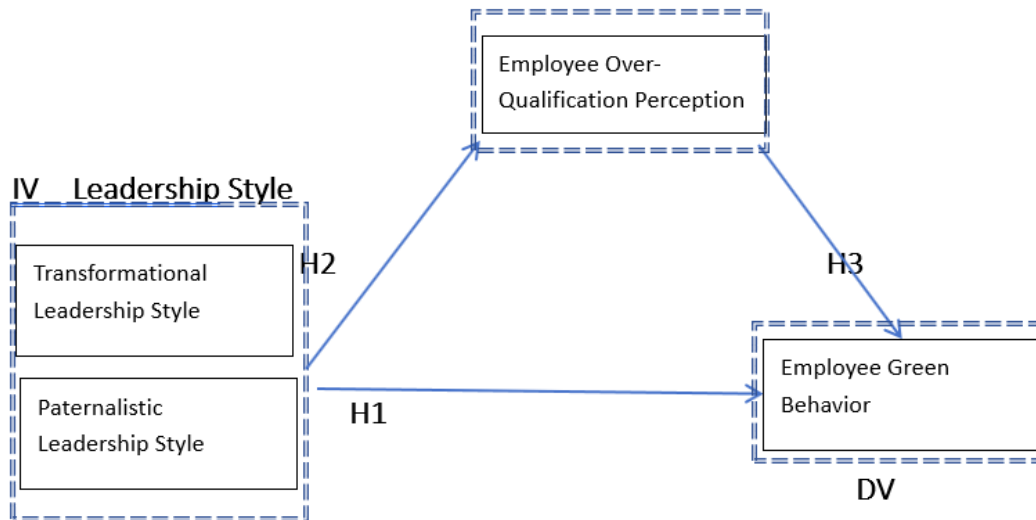 Employee Over-
Qualification Perception
IV Leadership Style
Transformational
Leadership Style
H2
H3
Paternalistic
Leadership Style
H1
Employee Green
Behavior
DV